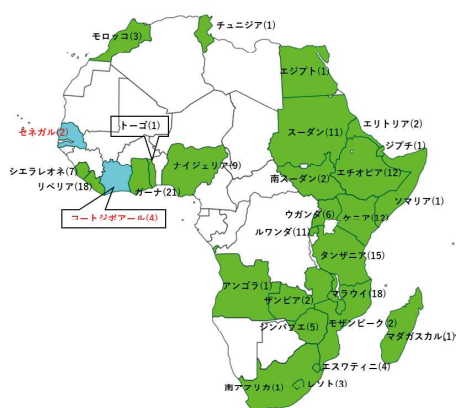 モロッコ(3)
チュニジア(1)
エジプト(1)
セネガル(2)
トーゴ(1)
スーダン(11)
エリトリア(2)
ジブチ(1)
シエラレオネ(7)
ナイジェリア(9)
南スーダン(2)
エチオピア(12)
リベリア(18)
ガーナ(21)
ソマリア(1)
コートジボアール(4)
ウガンダ(6)
ケニア(12)
ルワンダ(11)
タンザニア(15)
アンゴラ(1)
ザンビア(2)
マラウイ(18)
ジンバブエ(5)
モザンビーク(2)
マダガスカル(1)
エスワティニ(4)
南アフリカ(1)
レソト(3)